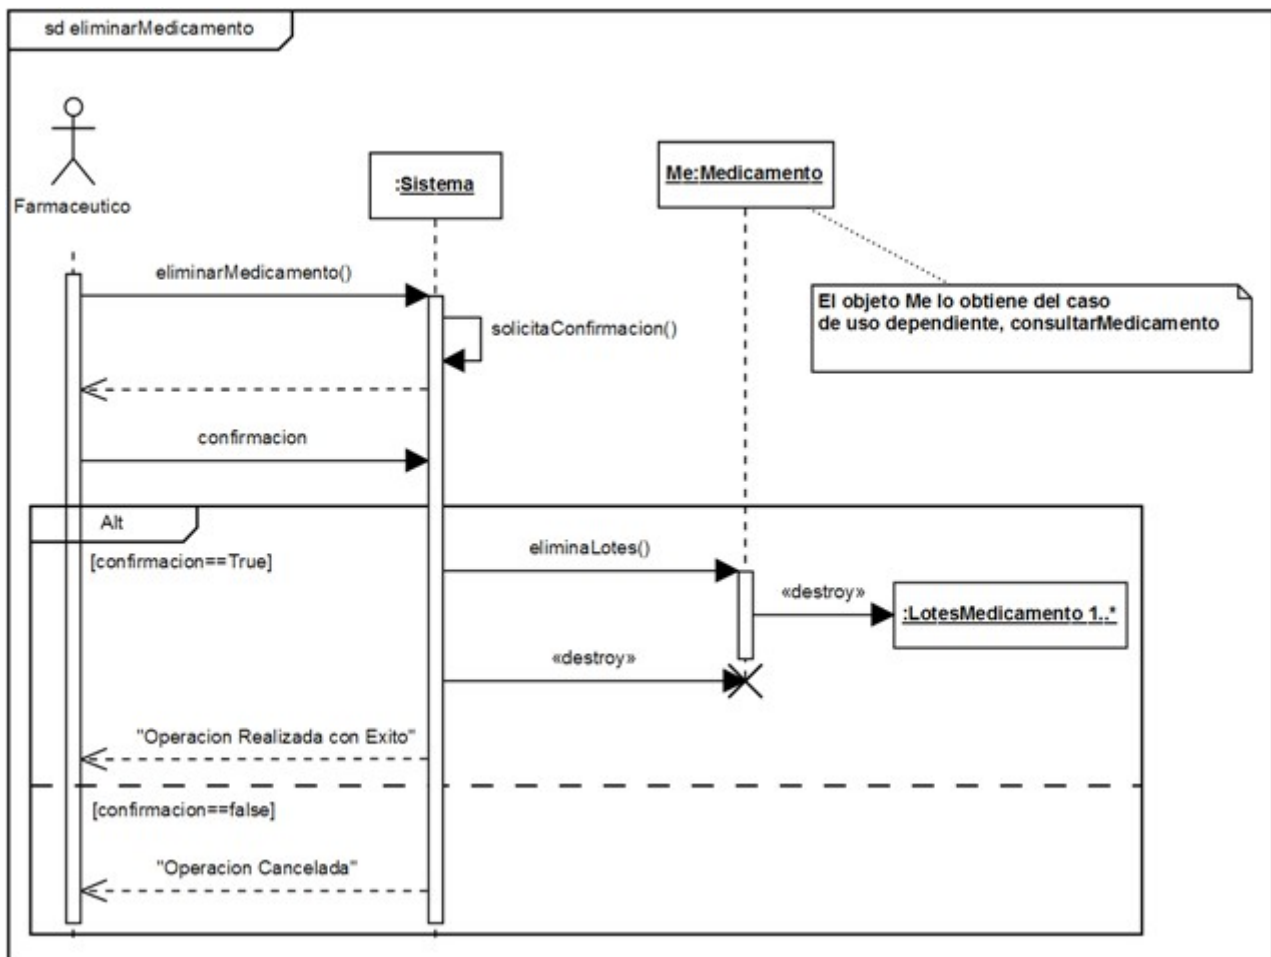 sd eliminarMedicamento
Farmaceutico
:Sistema
Me:Medicamento
El objeto Me lo obtiene del caso
de uso dependiente, consultarMedicamento
eliminarMedicamento()
solicitaConfirmacion()
confirmacion
Alt
[confirmacion==True]
eliminaLotes()
«destroy»
:LotesMedicamento 1..*
«destroy»
"Operacion Realizada con Exito"
[confirmacion==false]
"Operacion Cancelada"